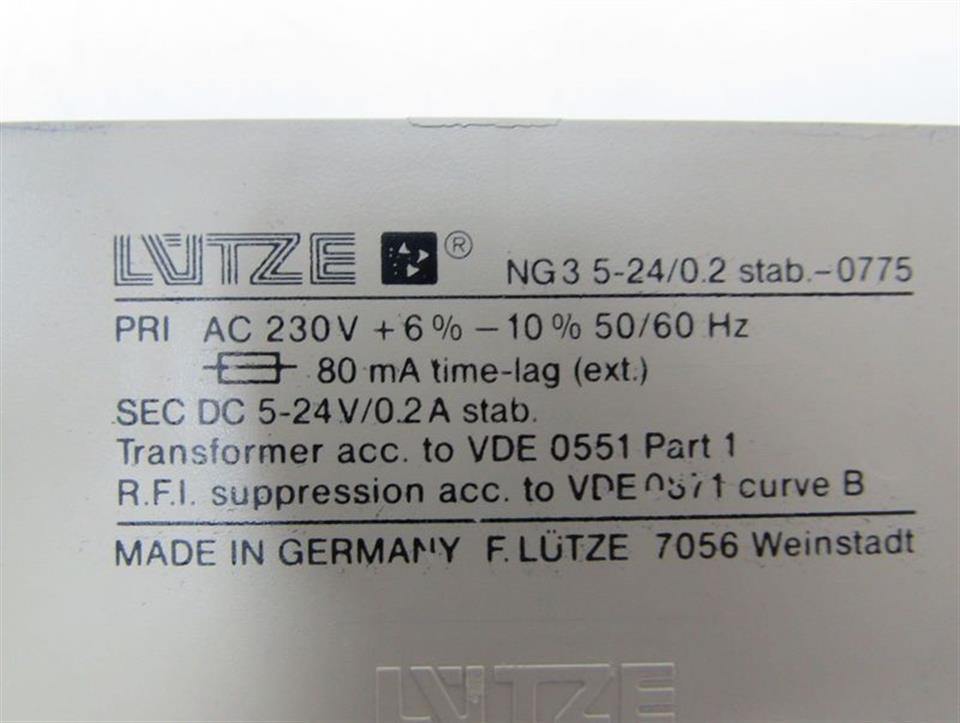 LÜTZE ® NG3 5-24/0.2 stab.-0775
PRI AC 230V +6% -10% 50/60 Hz
80 mA time-lag (ext.)
SEC DC 5-24V/0.2A stab.
Transformer acc. to VDE 0551 Part 1
R.F.I. suppression acc. to VDE 0871 curve B
MADE IN GERMANY F. LÜTZE 7056 Weinstadt
LÜTZE